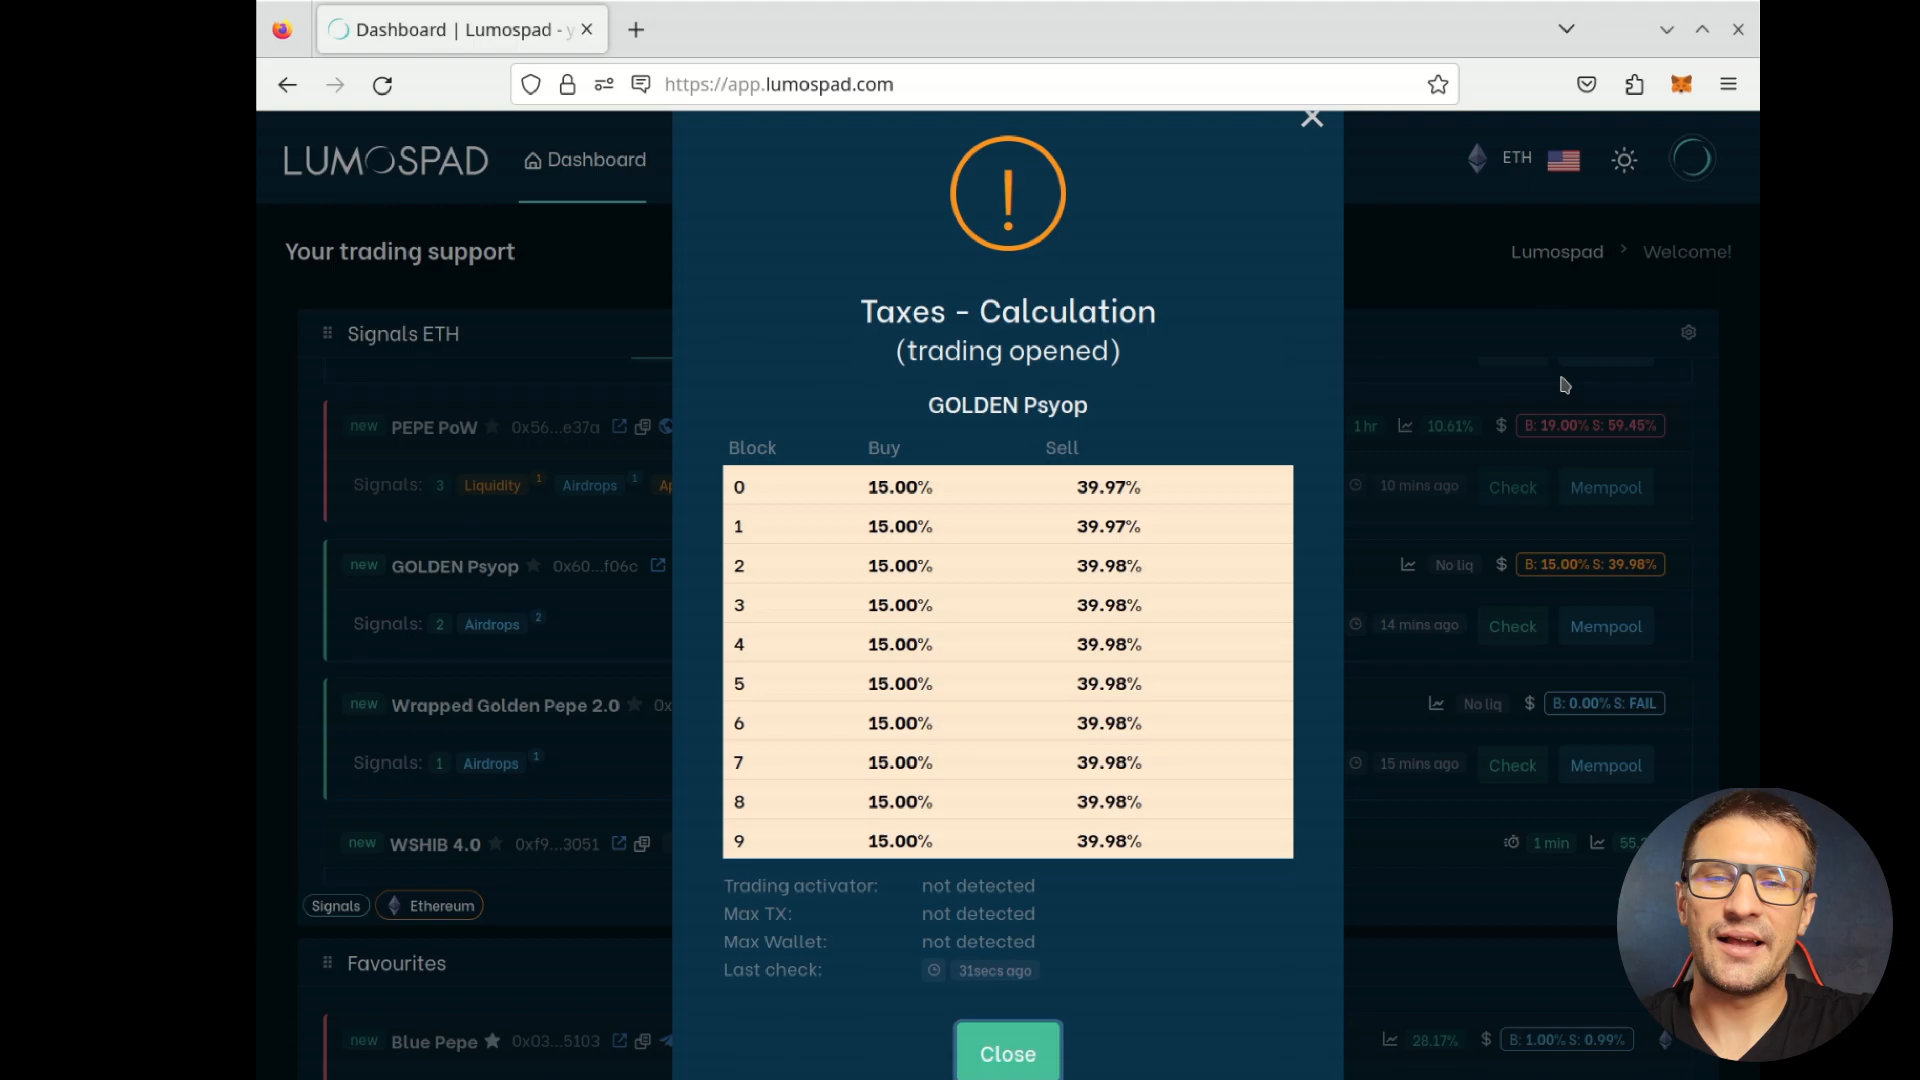 Dashboard | Lumospad - y
https://app.lumospad.com
LUMOSPAD
Dashboard
ETH
Your trading support
Lumospad
Welcome!
Signals ETH
new PEPE PoW 0x56...e37a
1 hr 10.61% $ B: 19.00% S: 59.45%
Signals: 3 Liquidity 1 Airdrops 1
10 mins ago Check Mempool
new GOLDEN Psyop 0x60...f06c
No liq $ B: 15.00% S: 39.98%
Signals: 2 Airdrops 2
14 mins ago Check Mempool
new Wrapped Golden Pepe 2.0 0x
No liq $ B: 0.00% S: FAIL
Signals: 1 Airdrops 1
15 mins ago Check Mempool
new WSHIB 4.0 0xf9...3051
1 min
Signals Ethereum
Favourites
new Blue Pepe 0x03...5103
28.17% $ B: 1.00% S: 0.99%
Taxes - Calculation
(trading opened)
GOLDEN Psyop
Block Buy Sell
0 15.00% 39.97%
1 15.00% 39.97%
2 15.00% 39.98%
3 15.00% 39.98%
4 15.00% 39.98%
5 15.00% 39.98%
6 15.00% 39.98%
7 15.00% 39.98%
8 15.00% 39.98%
9 15.00% 39.98%
Trading activator: not detected
Max TX: not detected
Max Wallet: not detected
Last check: 31secs ago
Close